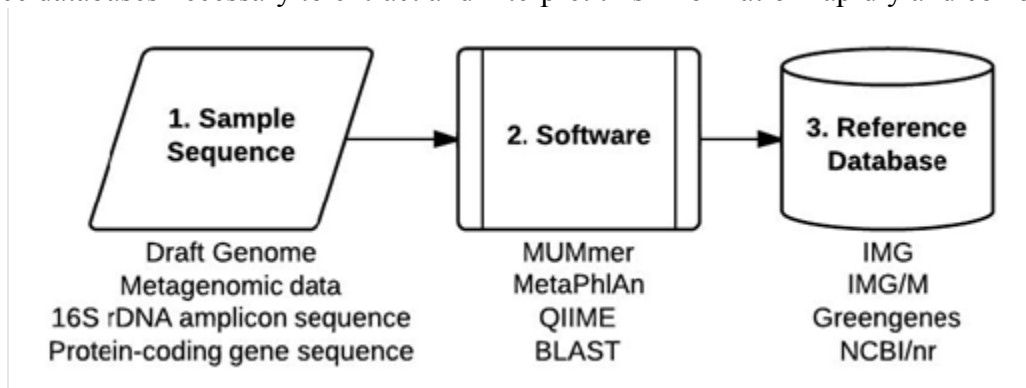 1. Sample
Sequence
2. Software
3. Reference
Database
Draft Genome
Metagenomic data
16S rDNA amplicon sequence
Protein-coding gene sequence
MUMmer
MetaPhlAn
QIIME
BLAST
IMG
IMG/M
Greengenes
NCBI/nr